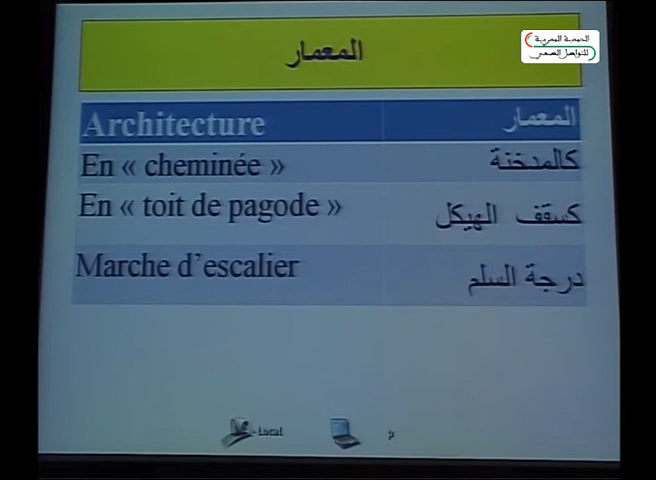 الجمعية المغربية
للتواصل الصحي
المعمار
Architecture المعمار
En « cheminée » كالمدخنة
En « toit de pagode » كسقف الهيكل
Marche d’escalier درجة السلم
Local
p